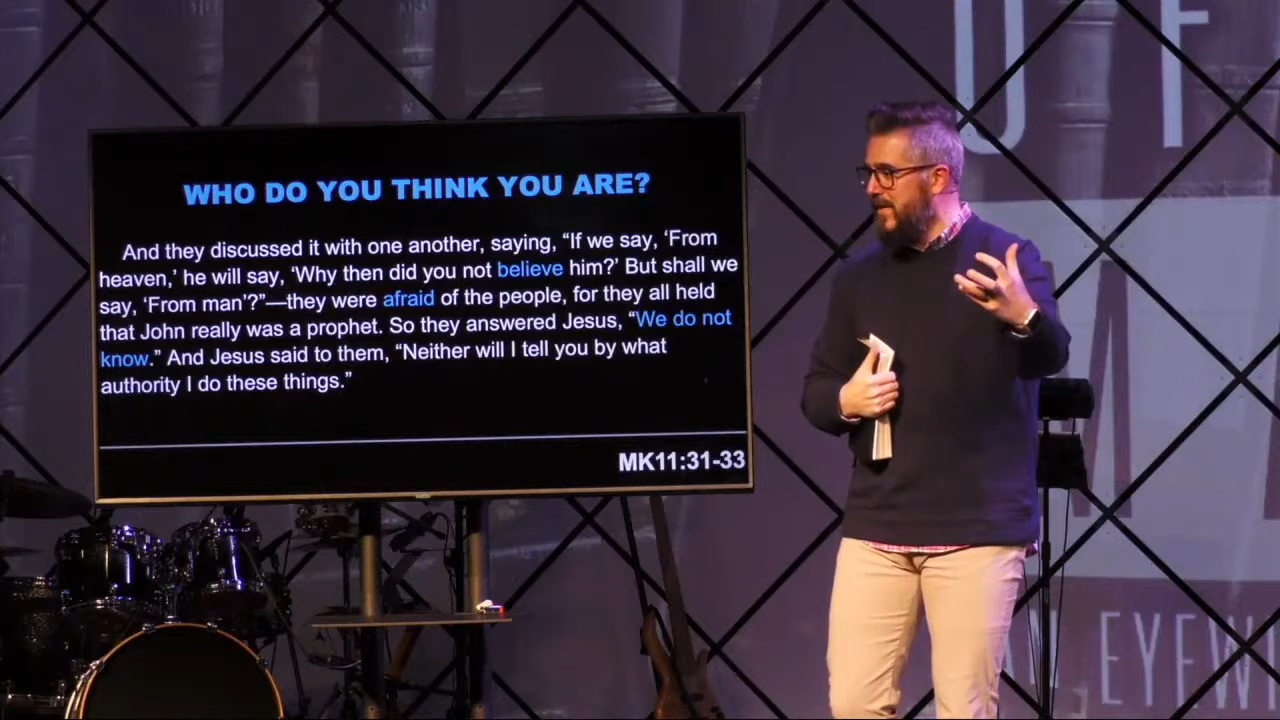 WHO DO YOU THINK YOU ARE?
And they discussed it with one another, saying, “If we say, ‘From
heaven,’ he will say, ‘Why then did you not believe him?’ But shall we
say, ‘From man’?”—they were afraid of the people, for they all held
that John really was a prophet. So they answered Jesus, “We do not
know.” And Jesus said to them, “Neither will I tell you by what
authority I do these things.”
MK11:31-33
OF